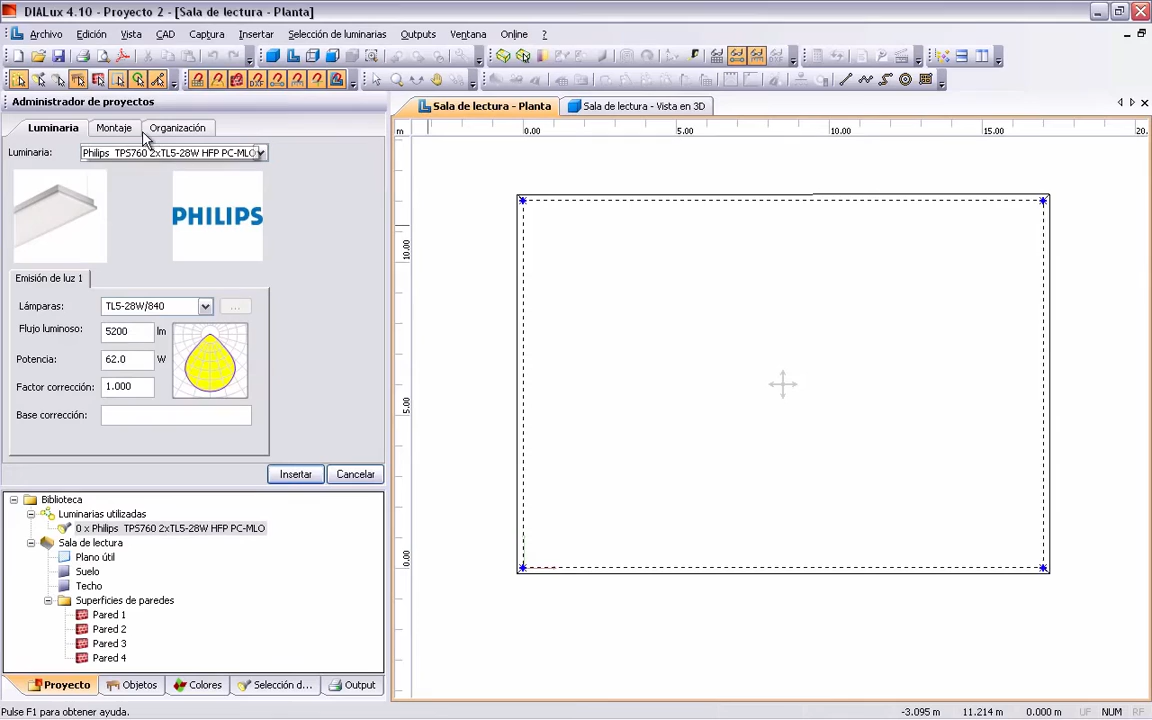 DIALux 4.10 - Proyecto 2 - [Sala de lectura - Planta]
Archivo Edición Vista CAD Captura Insertar Selección de luminarias Outputs Ventana Online ?
Administrador de proyectos
Luminaria Montaje Organización
Luminaria: Philips TPS760 2xTL5-28W HFP PC-MLO
PHILIPS
Emisión de luz 1
Lámparas: TL5-28W/840 ...
Flujo luminoso: 5200 lm
Potencia: 62.0 W
Factor corrección: 1.000
Base corrección:
Insertar Cancelar
Biblioteca
Luminarias utilizadas
0 x Philips TPS760 2xTL5-28W HFP PC-MLO
Sala de lectura
Plano útil
Suelo
Techo
Superficies de paredes
Pared 1
Pared 2
Pared 3
Pared 4
Proyecto Objetos Colores Selección d... Output
Sala de lectura - Planta Sala de lectura - Vista en 3D
m 0.00 5.00 10.00 15.00 20.
10.00
5.00
0.00
Pulse F1 para obtener ayuda. -3.095 m 11.214 m 0.000 m UF NUM RF